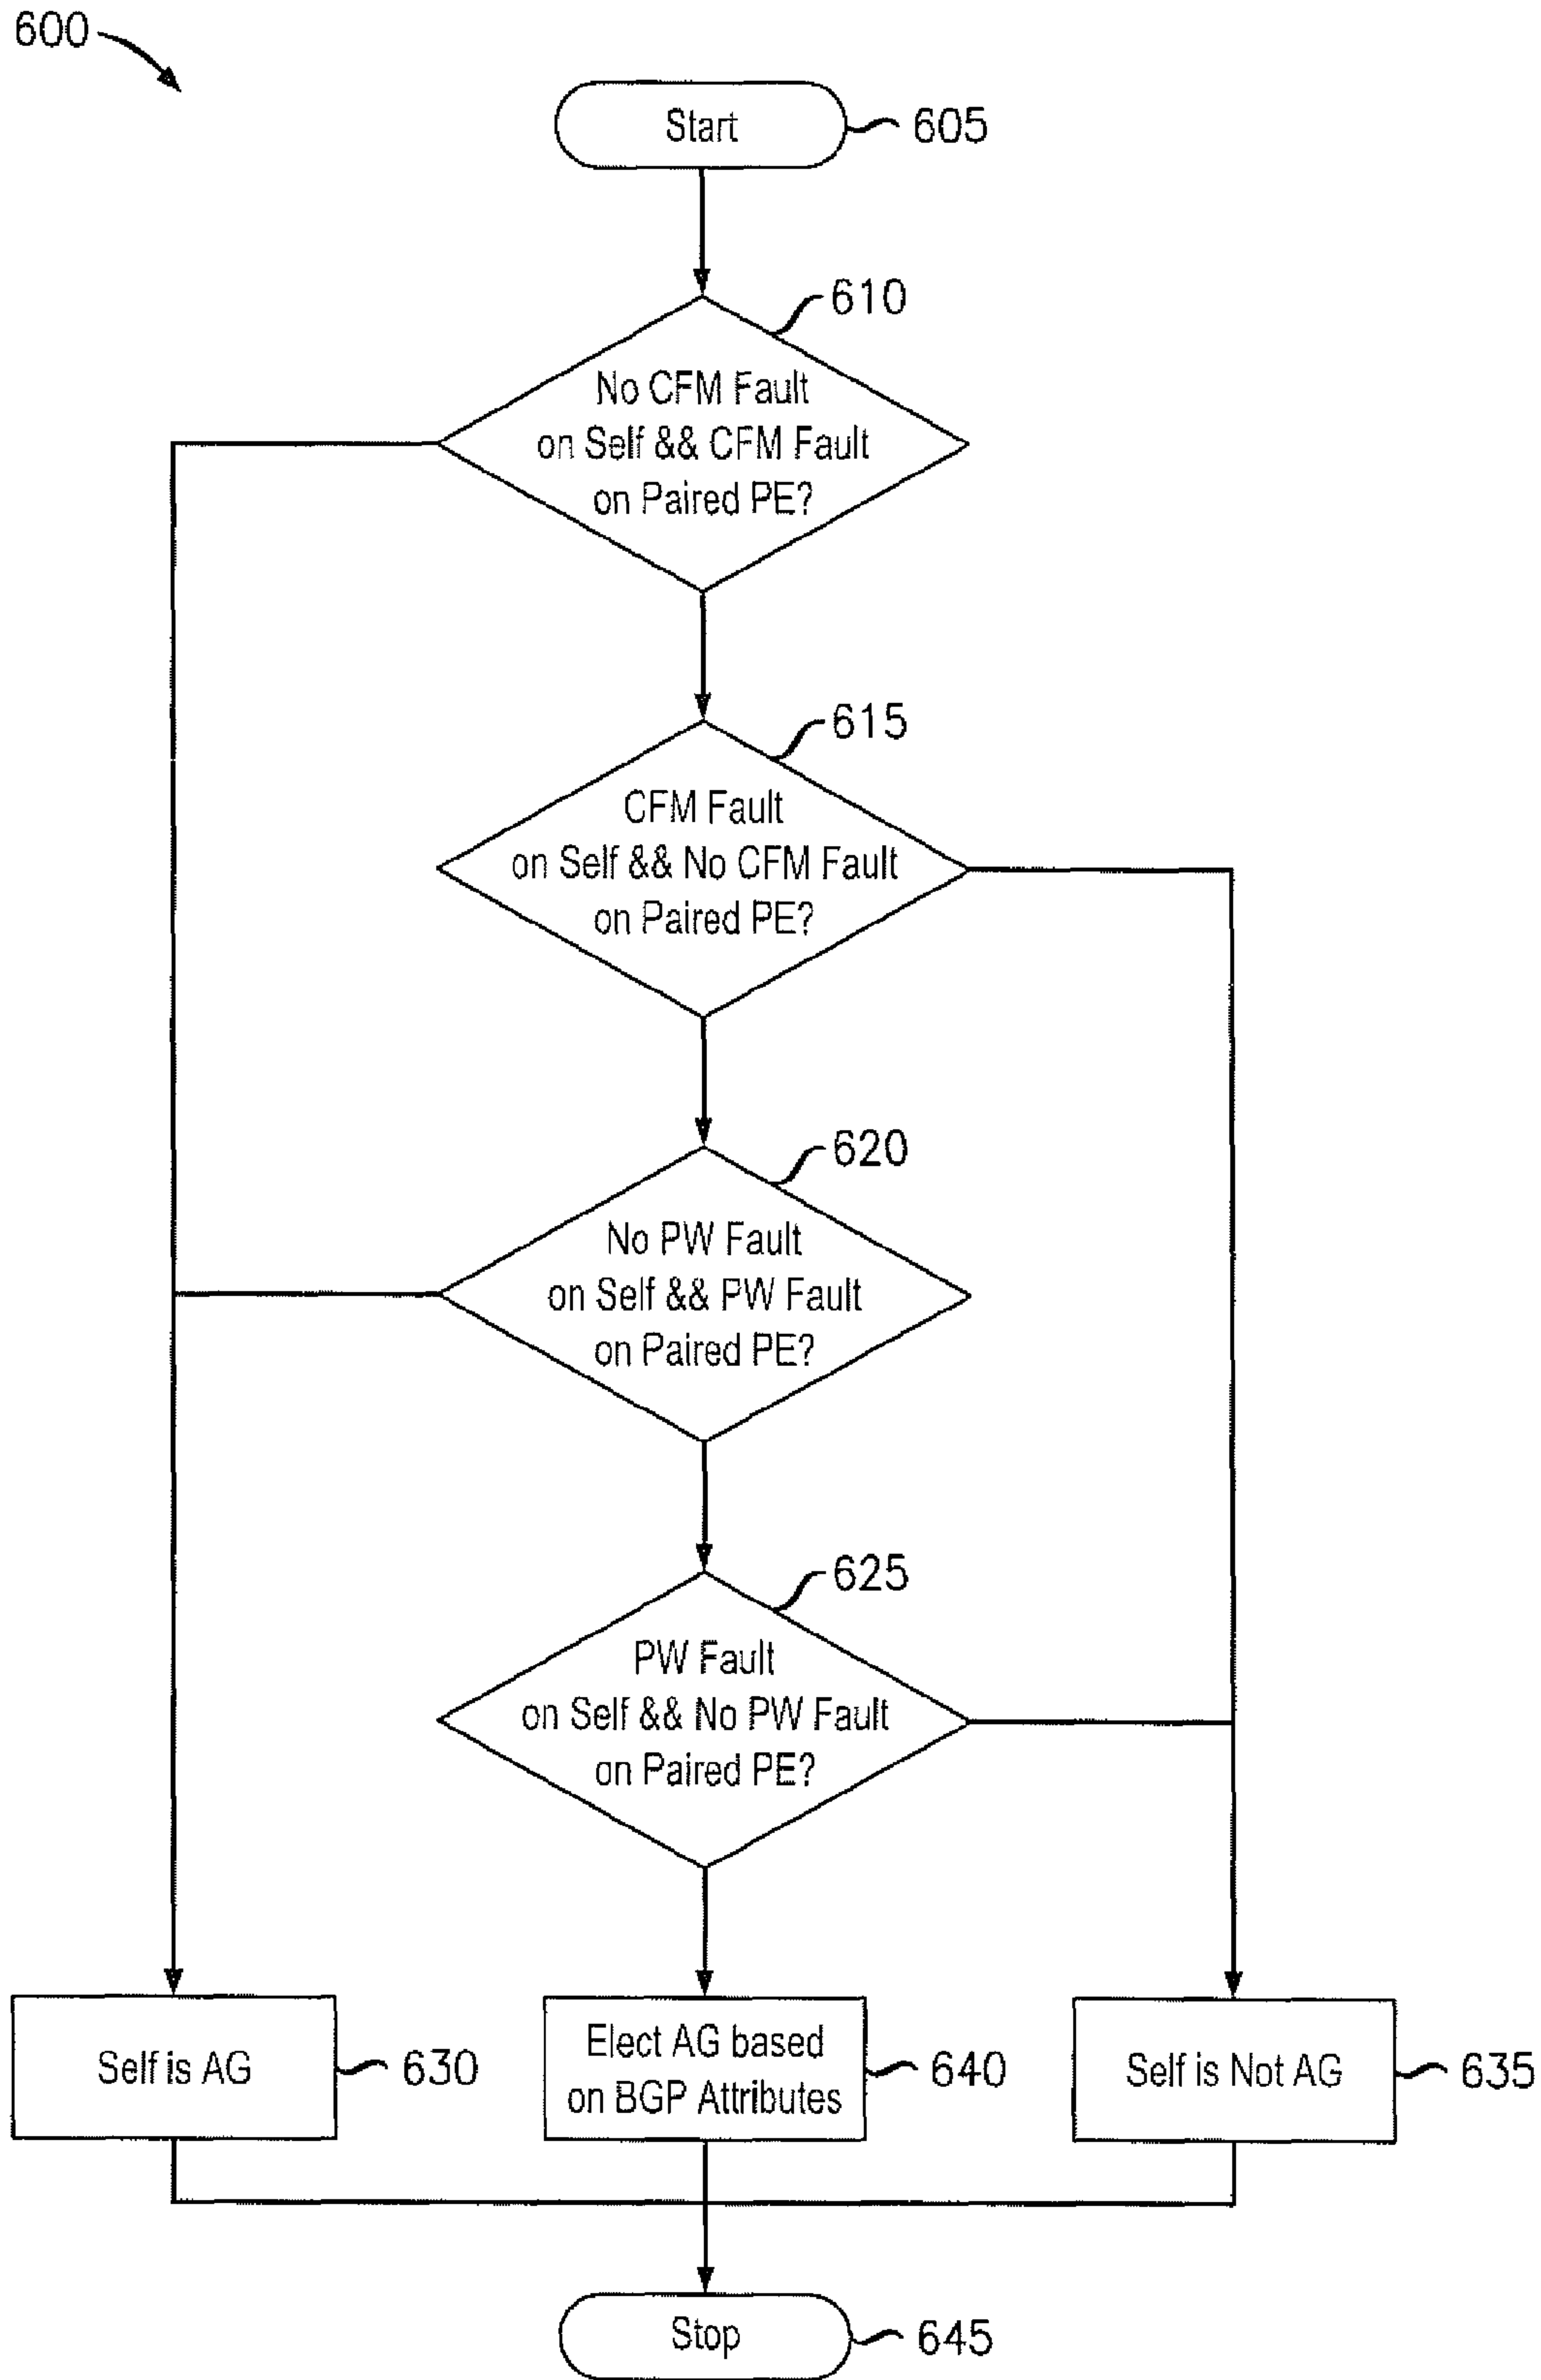 600
Start
605
610
No CFM Fault
on Self && CFM Fault
on Paired PE?
615
CFM Fault
on Self && No CFM Fault
on Paired PE?
620
No PW Fault
on Self && PW Fault
on Paired PE?
625
PW Fault
on Self && No PW Fault
on Paired PE?
Self is AG
630
Elect AG based
on BGP Attributes
640
Self is Not AG
635
Stop
645